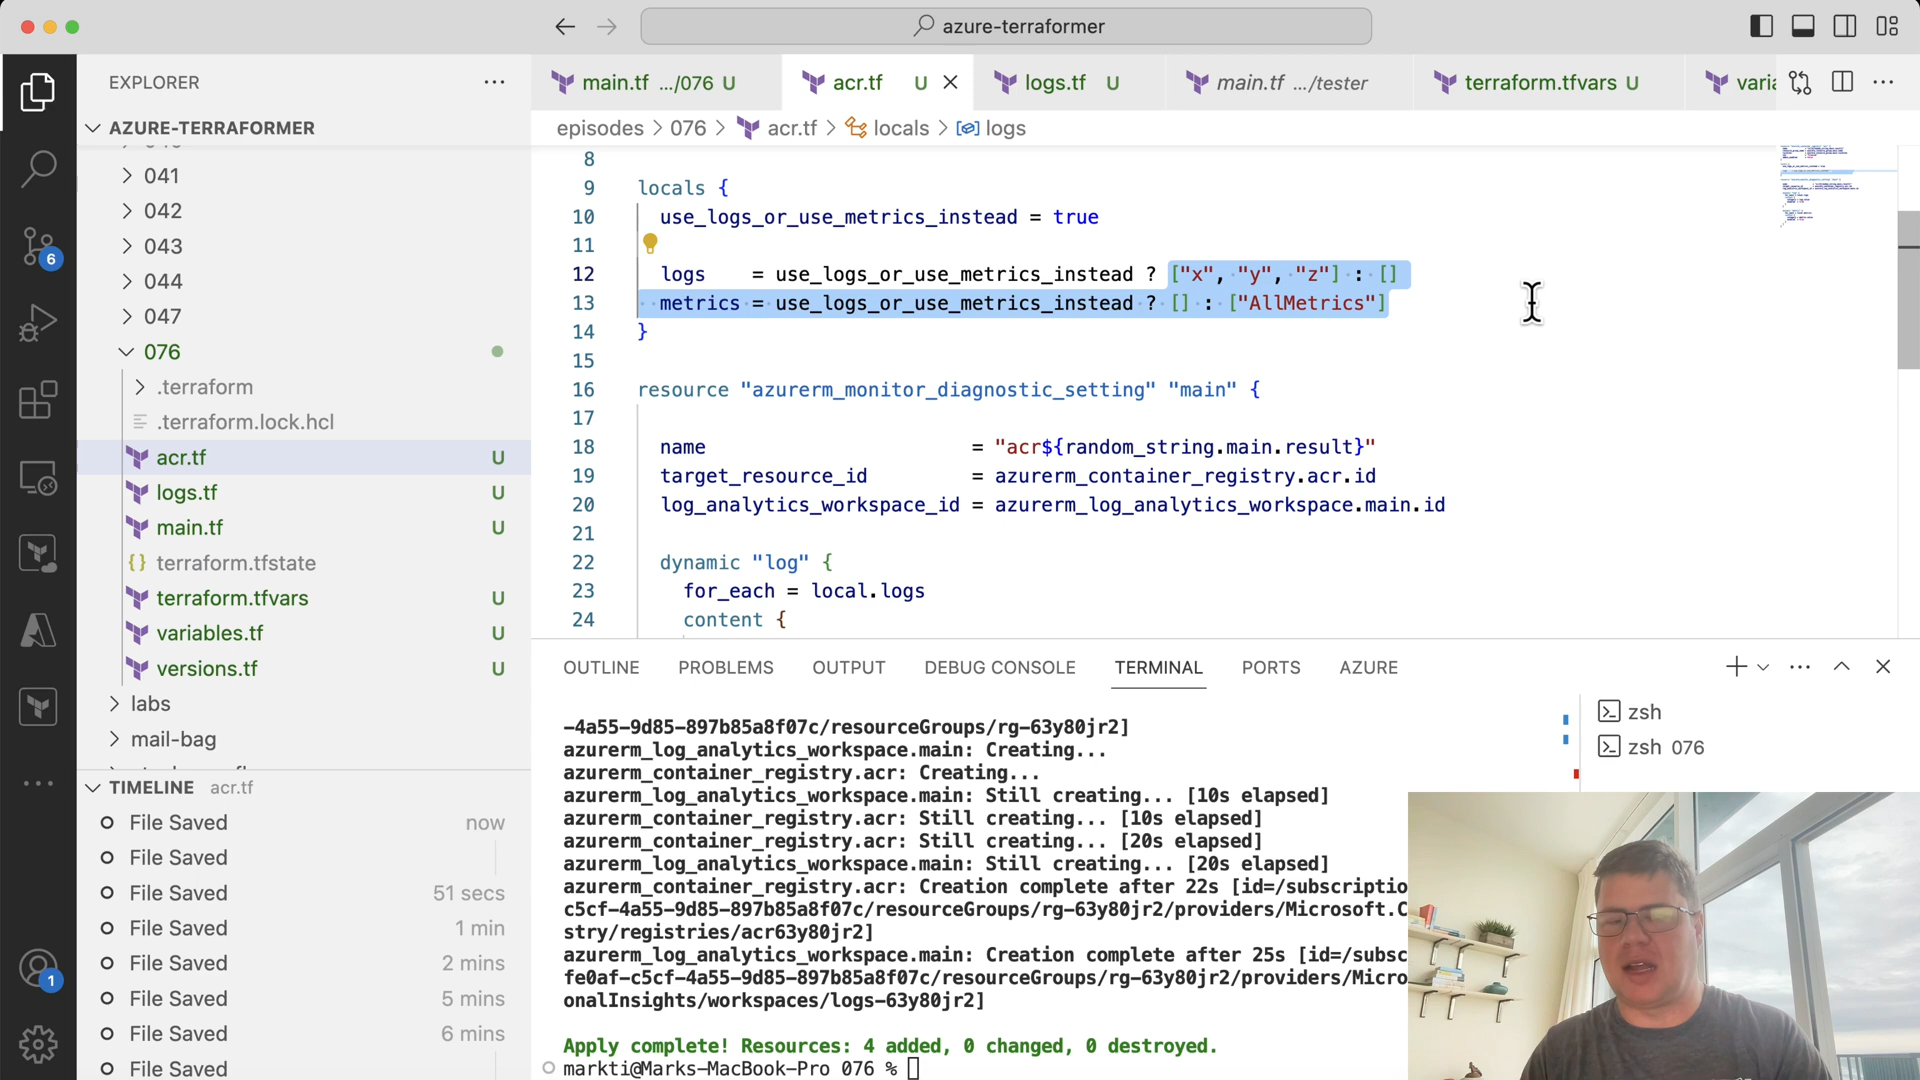 azure-terraformer
EXPLORER
main.tf .../076 U
acr.tf U
logs.tf U
main.tf .../tester
terraform.tfvars U
varia
AZURE-TERRAFORMER
episodes > 076 > acr.tf > locals > logs
041
042
043
044
047
076
.terraform
.terraform.lock.hcl
acr.tf U
logs.tf U
main.tf U
terraform.tfstate
terraform.tfvars U
variables.tf U
versions.tf U
labs
mail-bag
6
1
TIMELINE acr.tf
File Saved now
File Saved
File Saved 51 secs
File Saved 1 min
File Saved 2 mins
File Saved 5 mins
File Saved 6 mins
File Saved
8
9 locals {
10 use_logs_or_use_metrics_instead = true
11
12 logs = use_logs_or_use_metrics_instead ? ["x", "y", "z"] : []
13 metrics = use_logs_or_use_metrics_instead ? [] : ["AllMetrics"]
14 }
15
16 resource "azurerm_monitor_diagnostic_setting" "main" {
17
18 name = "acr${random_string.main.result}"
19 target_resource_id = azurerm_container_registry.acr.id
20 log_analytics_workspace_id = azurerm_log_analytics_workspace.main.id
21
22 dynamic "log" {
23 for_each = local.logs
24 content {
OUTLINE PROBLEMS OUTPUT DEBUG CONSOLE TERMINAL PORTS AZURE
-4a55-9d85-897b85a8f07c/resourceGroups/rg-63y80jr2]
azurerm_log_analytics_workspace.main: Creating...
azurerm_container_registry.acr: Creating...
azurerm_log_analytics_workspace.main: Still creating... [10s elapsed]
azurerm_container_registry.acr: Still creating... [10s elapsed]
azurerm_container_registry.acr: Still creating... [20s elapsed]
azurerm_log_analytics_workspace.main: Still creating... [20s elapsed]
azurerm_container_registry.acr: Creation complete after 22s [id=/subscriptio
c5cf-4a55-9d85-897b85a8f07c/resourceGroups/rg-63y80jr2/providers/Microsoft.C
stry/registries/acr63y80jr2]
azurerm_log_analytics_workspace.main: Creation complete after 25s [id=/subsc
fe0af-c5cf-4a55-9d85-897b85a8f07c/resourceGroups/rg-63y80jr2/providers/Micro
onalInsights/workspaces/logs-63y80jr2]
Apply complete! Resources: 4 added, 0 changed, 0 destroyed.
markti@Marks-MacBook-Pro 076 %
zsh
zsh 076